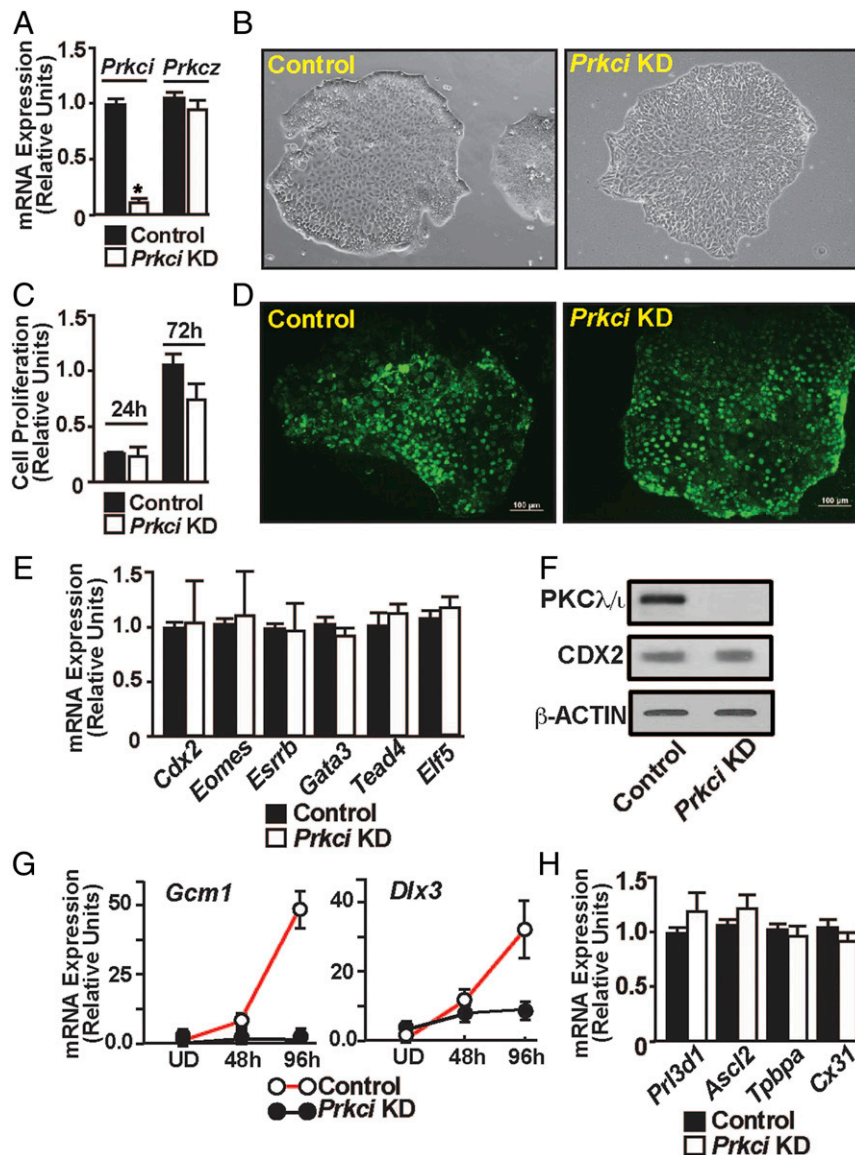 A
mRNA Expression
(Relative Units)
1.5
1.0
0.5
0
Prkci Prkcz
*
Control
Prkci KD
B
Control
Prkci KD
C
Cell Proliferation
(Relative Units)
1.5
1.0
0.5
0
24h
72h
Control
Prkci KD
D
Control
100 µm
Prkci KD
100 µm
E
mRNA Expression
(Relative Units)
1.5
1.0
0.5
0
Cdx2 Eomes Esrrb Gata3 Tead4 Elf5
Control
Prkci KD
F
PKCλ/ι
CDX2
β-ACTIN
Control Prkci KD
G
mRNA Expression
(Relative Units)
Gcm1
50
25
0.0
UD 48h 96h
Dlx3
40
20
0.0
UD 48h 96h
Control
Prkci KD
H
mRNA Expression
(Relative Units)
1.5
1.0
0.5
0
Prl3d1 Ascl2 Tpbpa Cx31
Control
Prkci KD